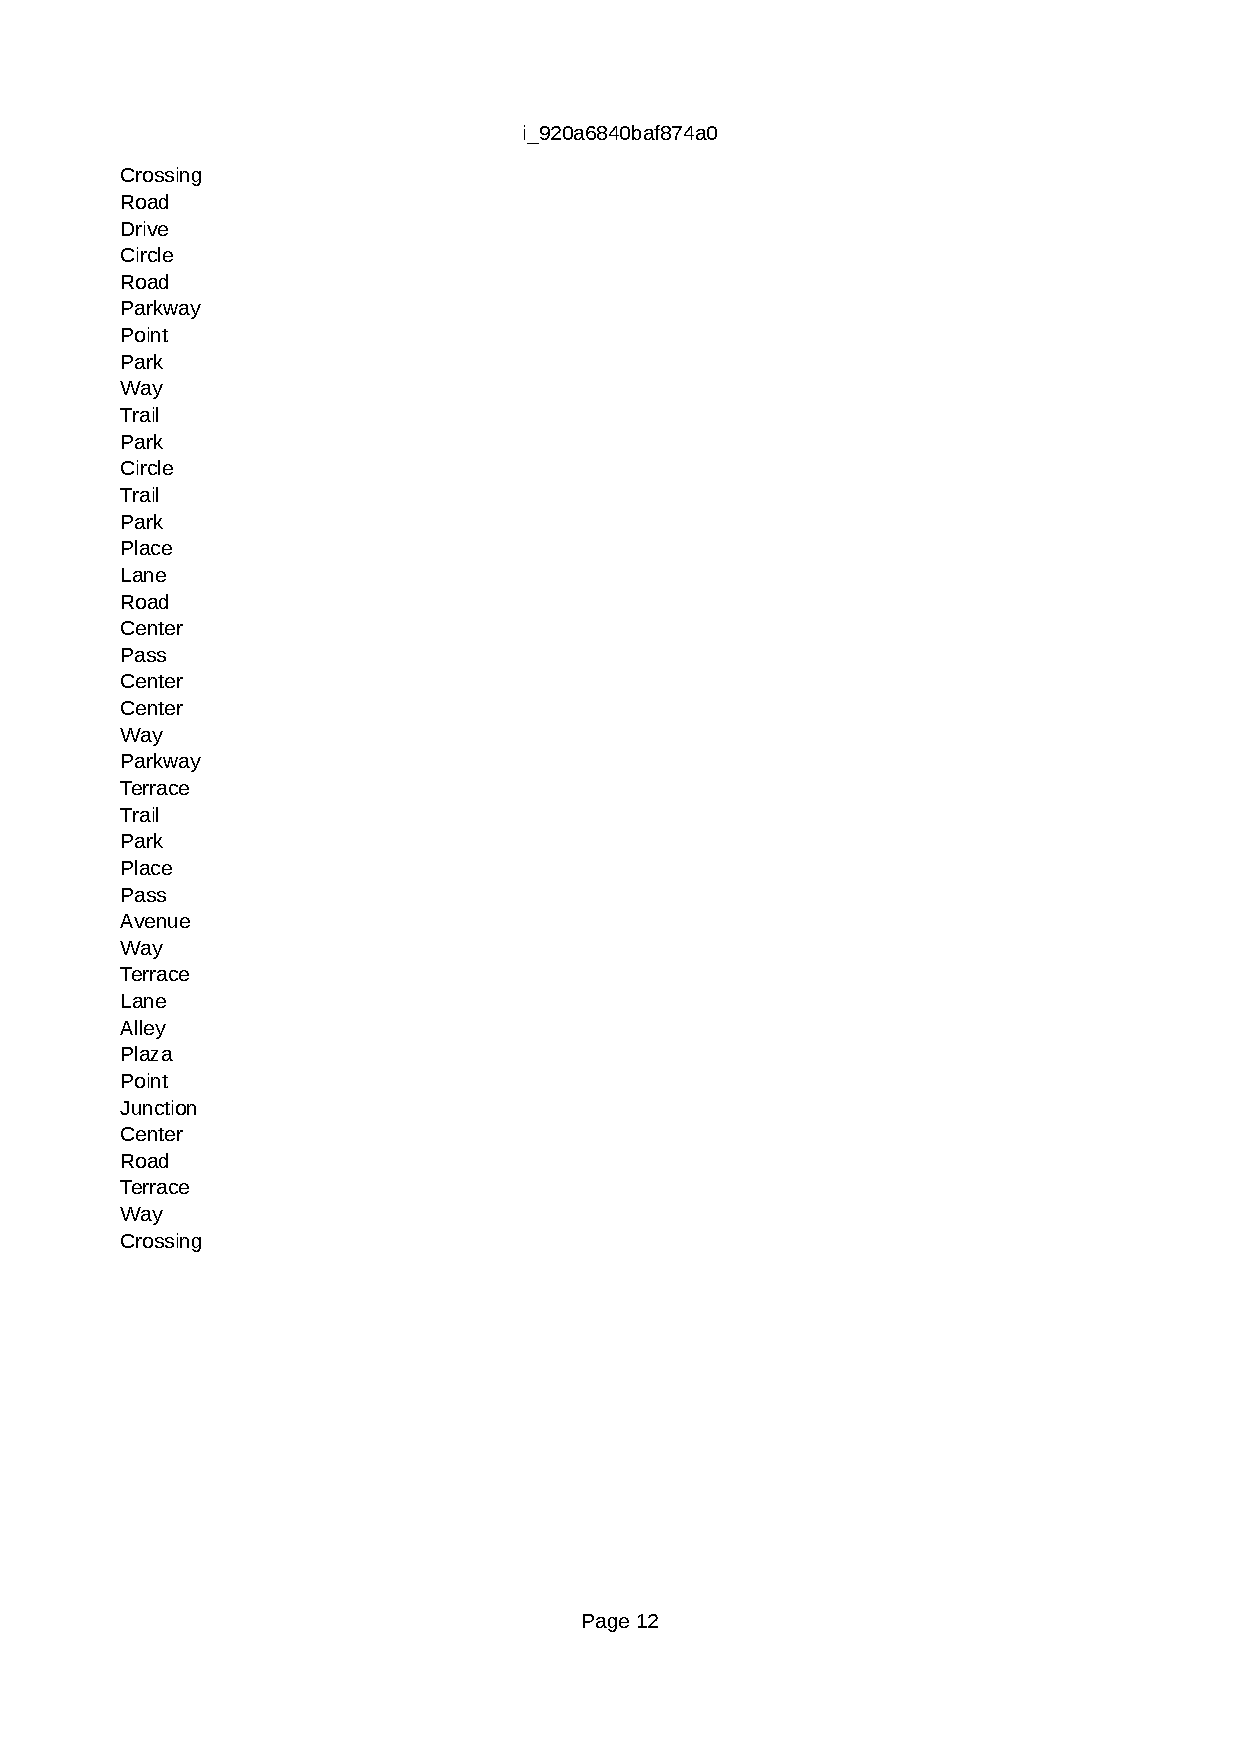 i_920a6840baf874a0
Crossing
Road
Drive
Circle
Road
Parkway
Point
Park
Way
Trail
Park
Circle
Trail
Park
Place
Lane
Road
Center
Pass
Center
Center
Way
Parkway
Terrace
Trail
Park
Place
Pass
Avenue
Way
Terrace
Lane
Alley
Plaza
Point
Junction
Center
Road
Terrace
Way
Crossing
Page 12